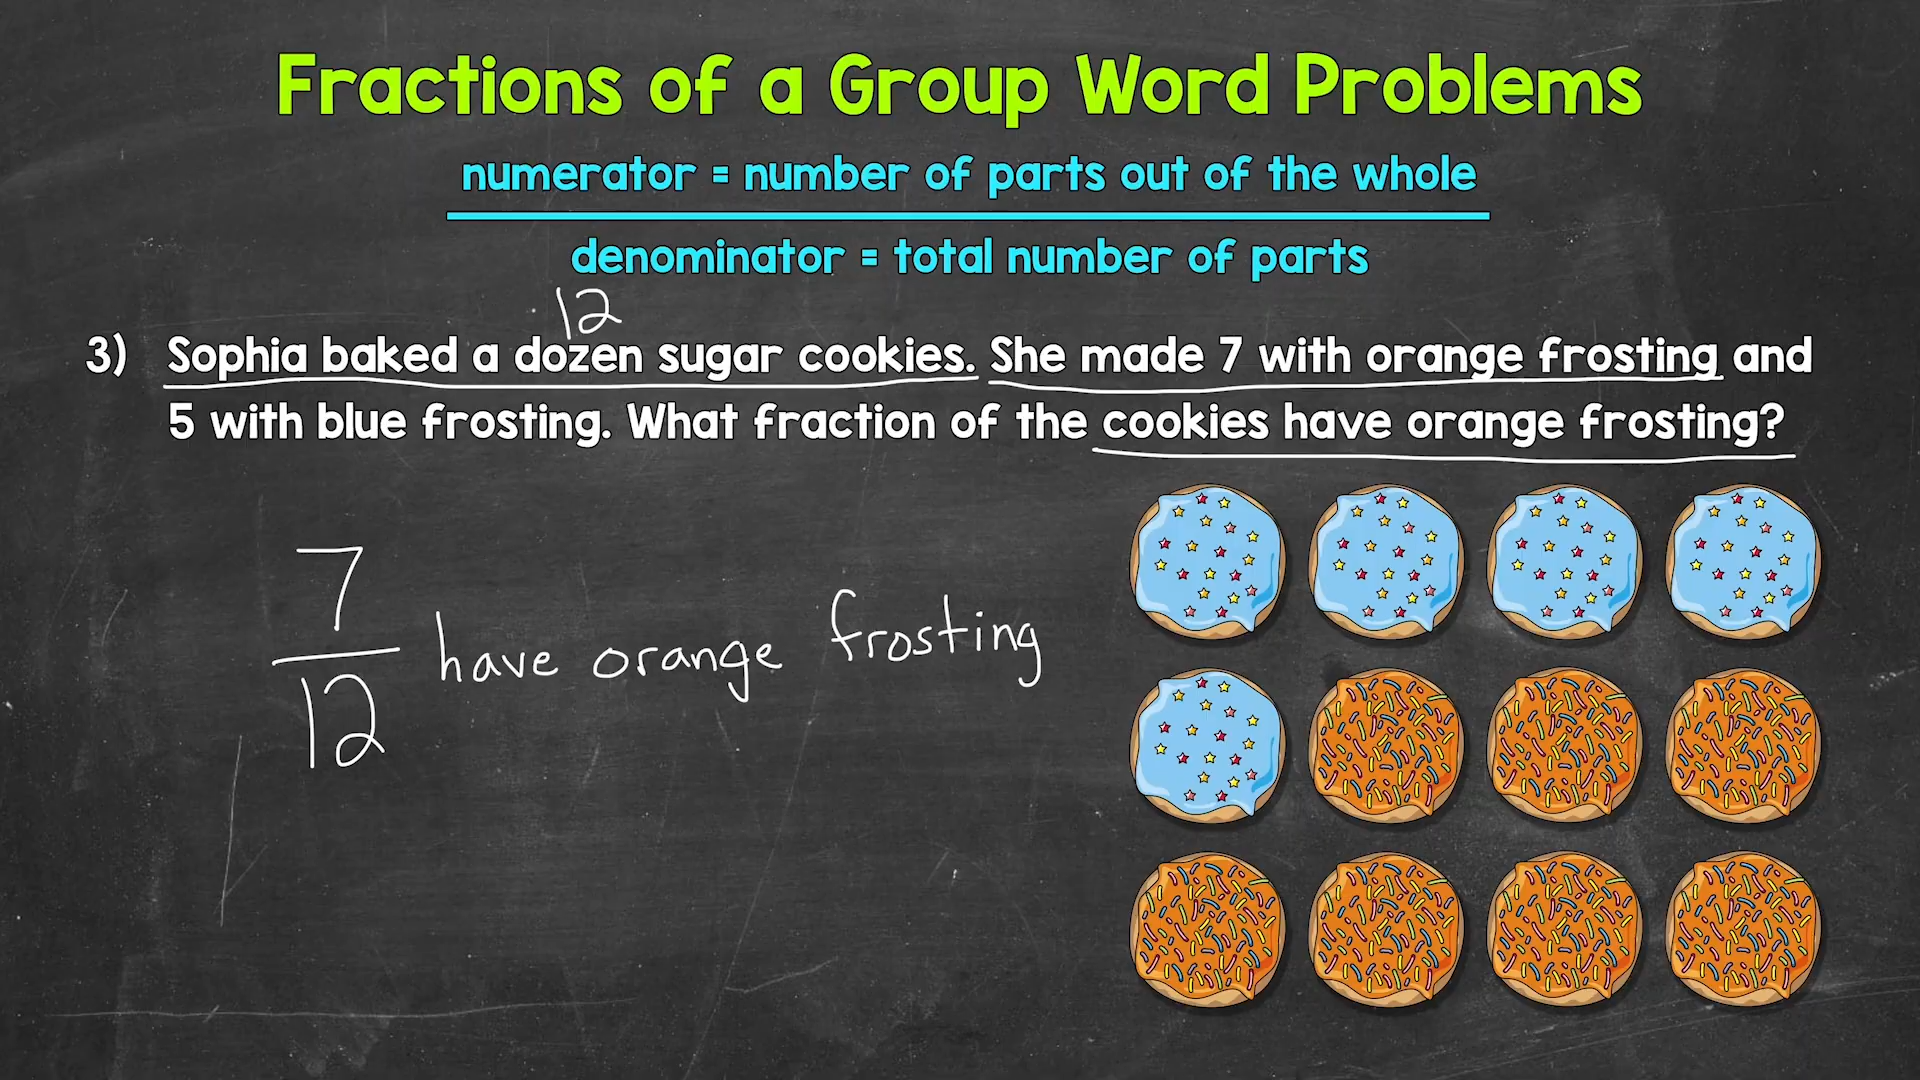 Fractions of a Group Word Problems
numerator = number of parts out of the whole
denominator = total number of parts
12
3) Sophia baked a dozen sugar cookies. She made 7 with orange frosting and
5 with blue frosting. What fraction of the cookies have orange frosting?
7
have orange frosting
12